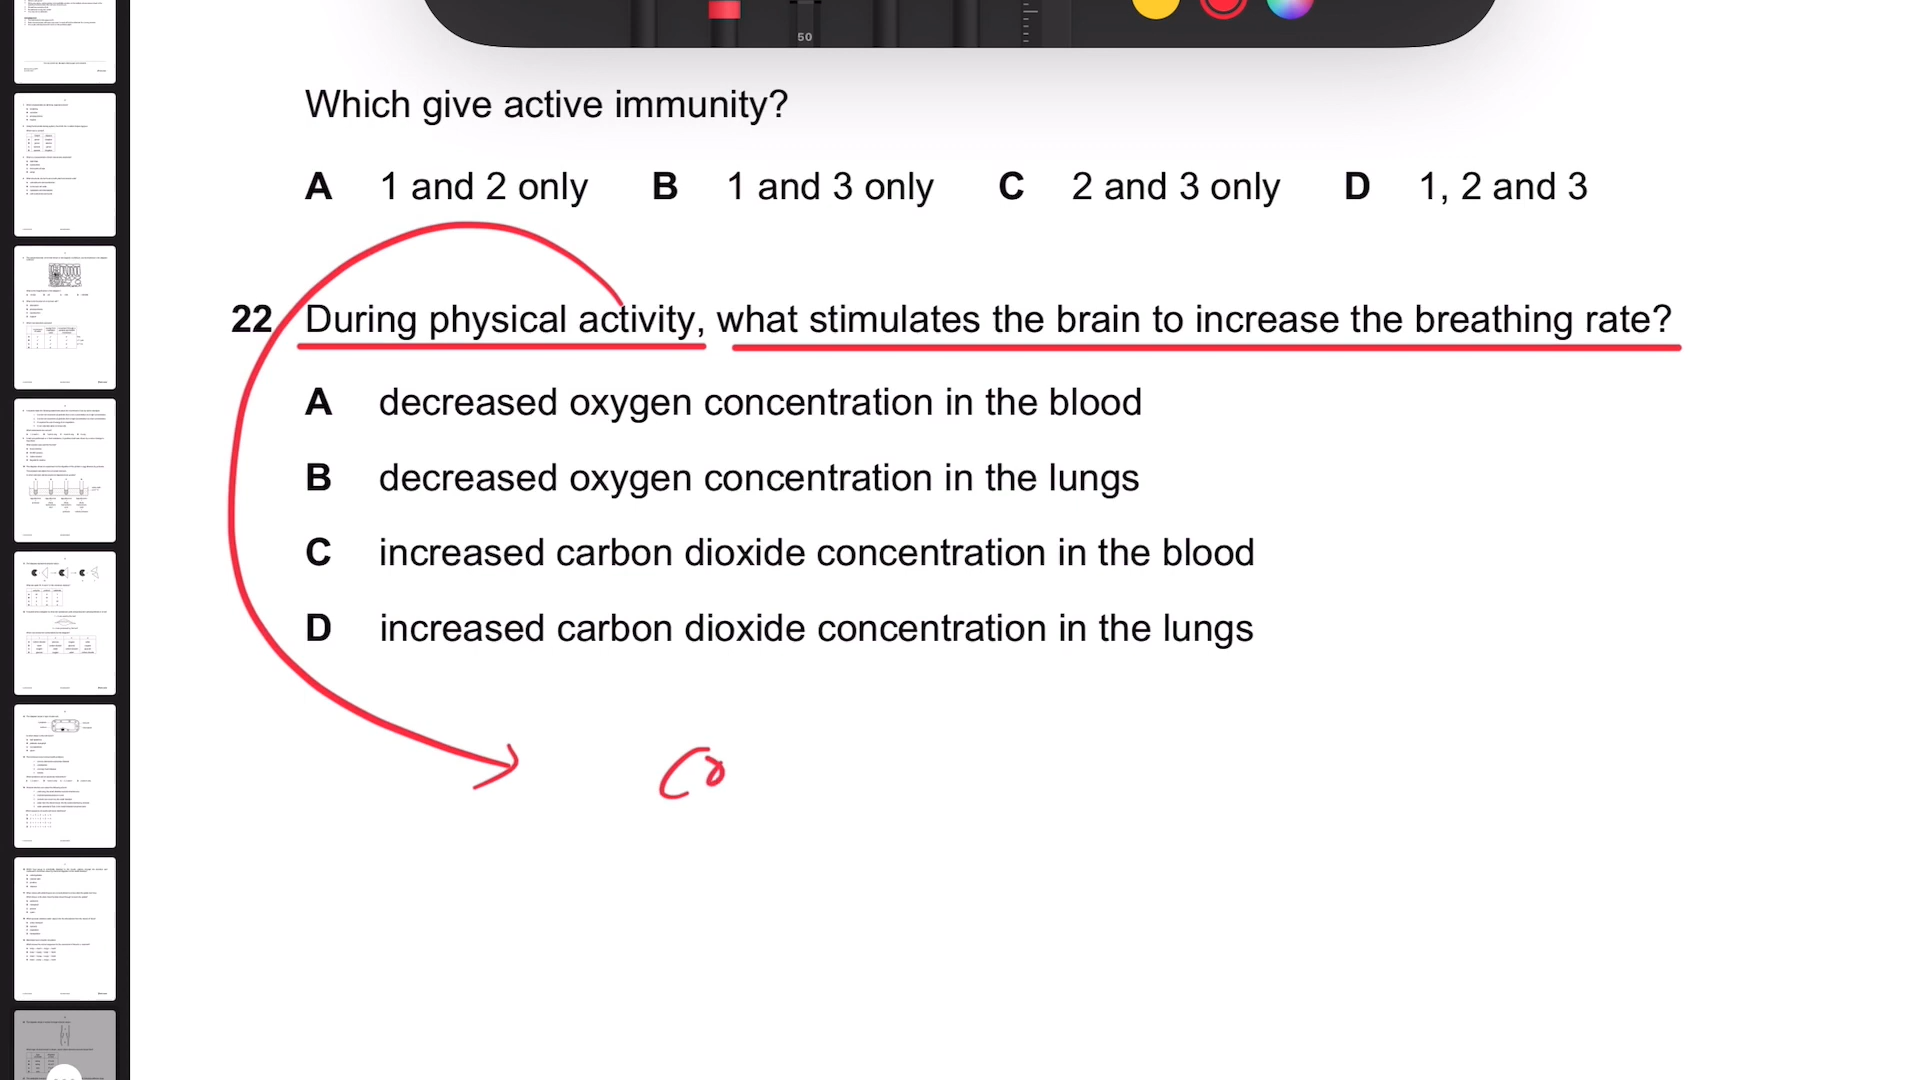 50
Which give active immunity?
A 1 and 2 only B 1 and 3 only C 2 and 3 only D 1, 2 and 3
22 During physical activity, what stimulates the brain to increase the breathing rate?
A decreased oxygen concentration in the blood
B decreased oxygen concentration in the lungs
C increased carbon dioxide concentration in the blood
D increased carbon dioxide concentration in the lungs